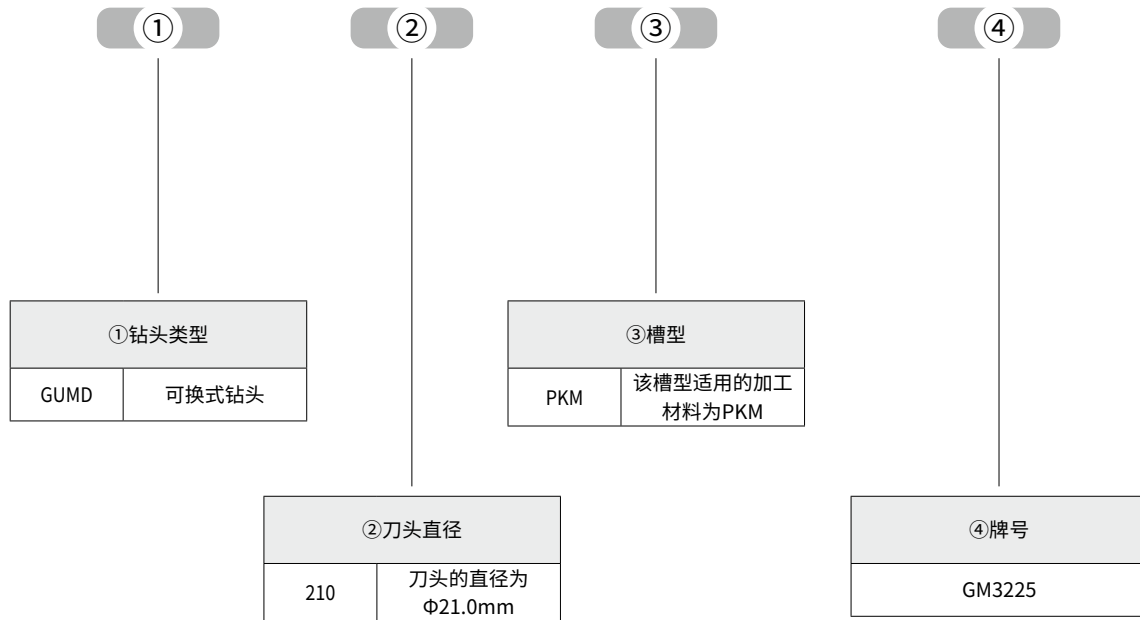 ① ② ③ ④
①钻头类型
GUMD 可换式钻头
③槽型
PKM 该槽型适用的加工
材料为PKM
②刀头直径
210 刀头的直径为
Φ21.0mm
④牌号
GM3225